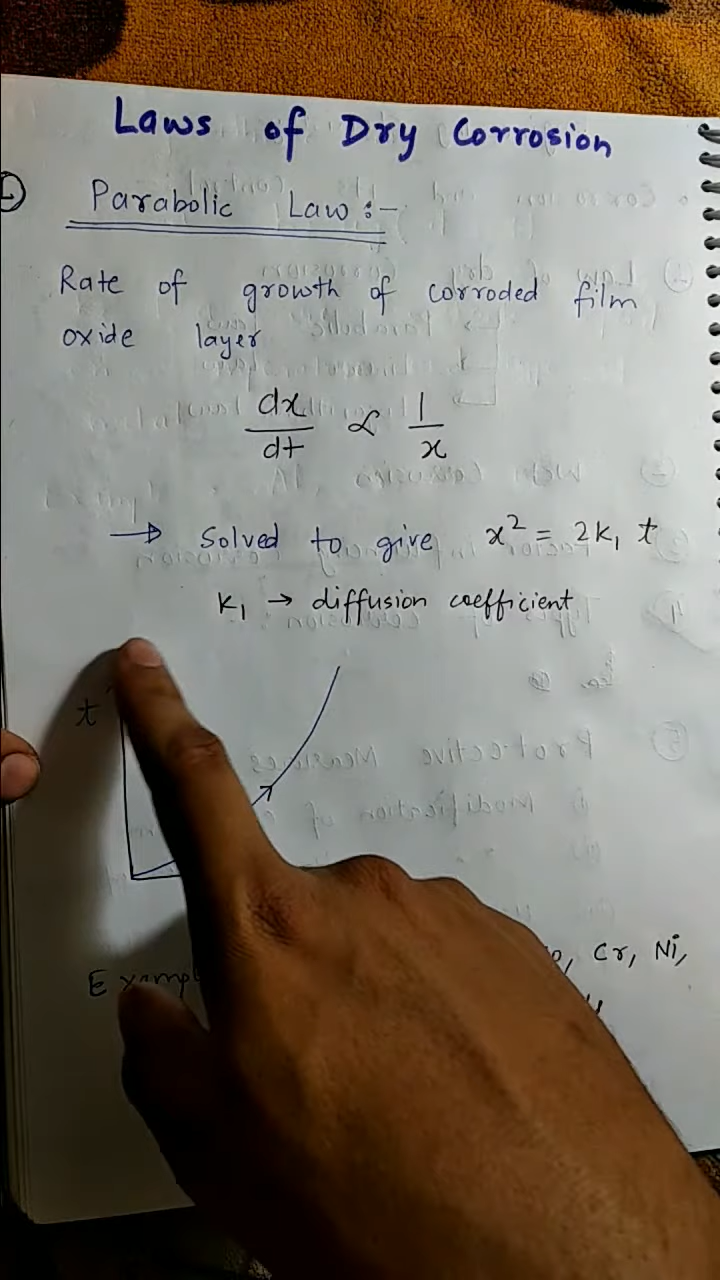 Laws of Dry Corrosion
1 Parabolic Law :-
Rate of growth of corroded film
oxide layer
dx/dt ∝ 1/x
→ Solved to give x² = 2k₁ t
k₁ → diffusion coefficient
t
Cr, Ni,